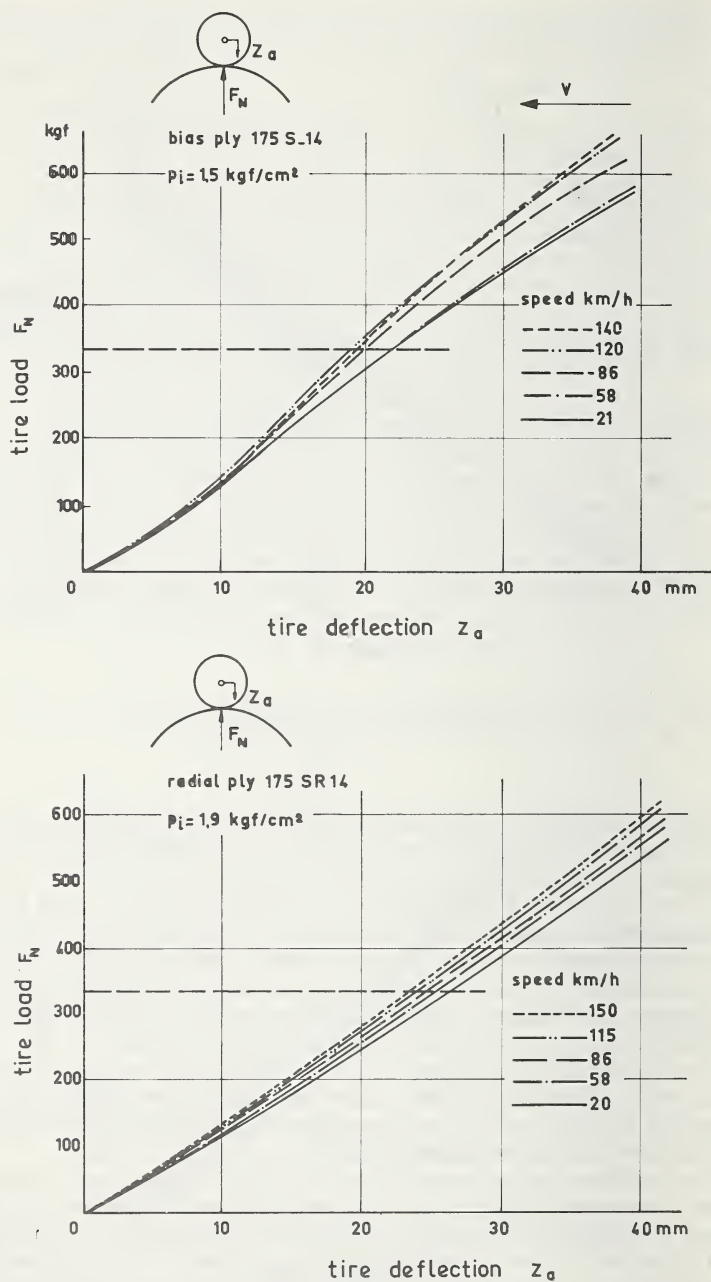 Z a
F N
V
kgf
bias ply 175 S-14
Pi = 1,5 kgf/cm²
600
500
400
300
200
100
0
10
20
30
40 mm
tire load F N
speed km/h
140
120
86
58
21
tire deflection Z a
Z a
F N
radial ply 175 SR 14
Pi = 1,9 kgf/cm²
600
500
400
300
200
100
0
10
20
30
40 mm
tire load F N
speed km/h
150
115
86
58
20
tire deflection Z a